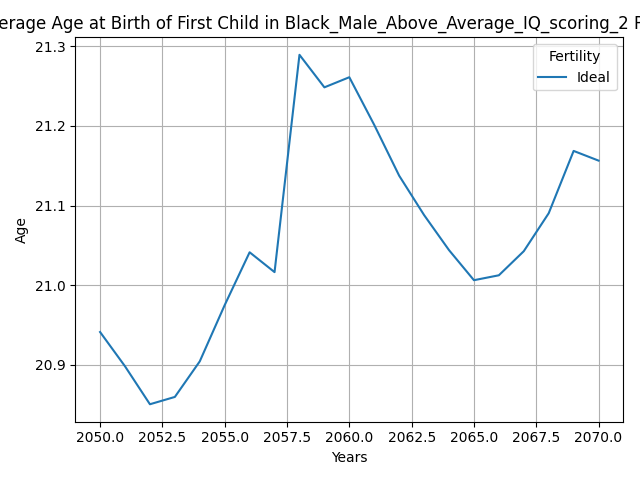 erage Age at Birth of First Child in Black_Male_Above_Average_IQ_scoring_2
21.3
21.2
21.1
21.0
20.9
Age
Fertility
Ideal
2050.0 2052.5 2055.0 2057.5 2060.0 2062.5 2065.0 2067.5 2070.0
Years